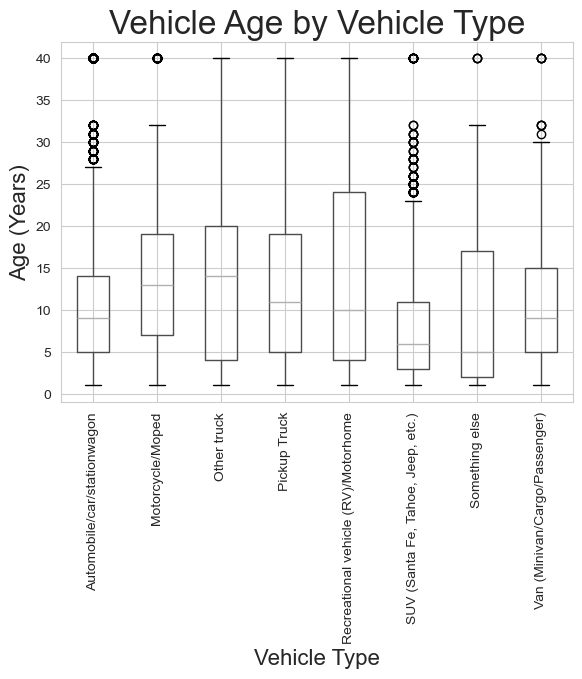 Vehicle Age by Vehicle Type
Age (Years)
40
35
30
25
20
15
10
5
0
Automobile/car/stationwagon
Motorcycle/Moped
Other truck
Pickup Truck
Recreational vehicle (RV)/Motorhome
SUV (Santa Fe, Tahoe, Jeep, etc.)
Something else
Van (Minivan/Cargo/Passenger)
Vehicle Type